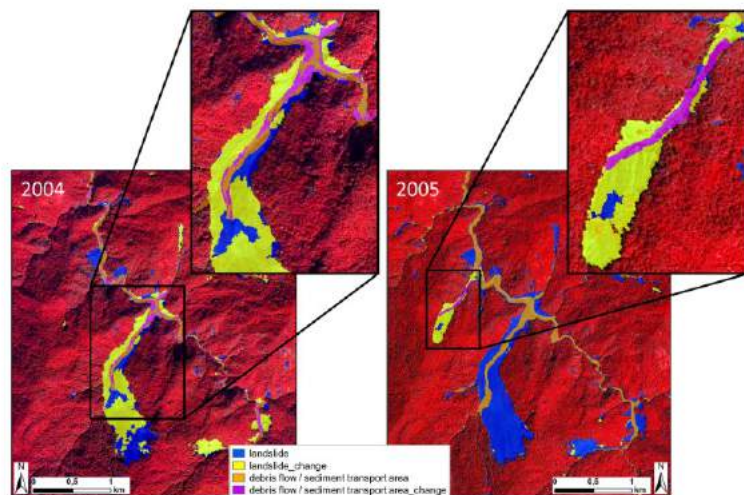 2004
2005
landslide
landslide_change
debris flow / sediment transport area
debris flow / sediment transport area_change
N
0 0,5 1
km
N
0 0,5 1
km